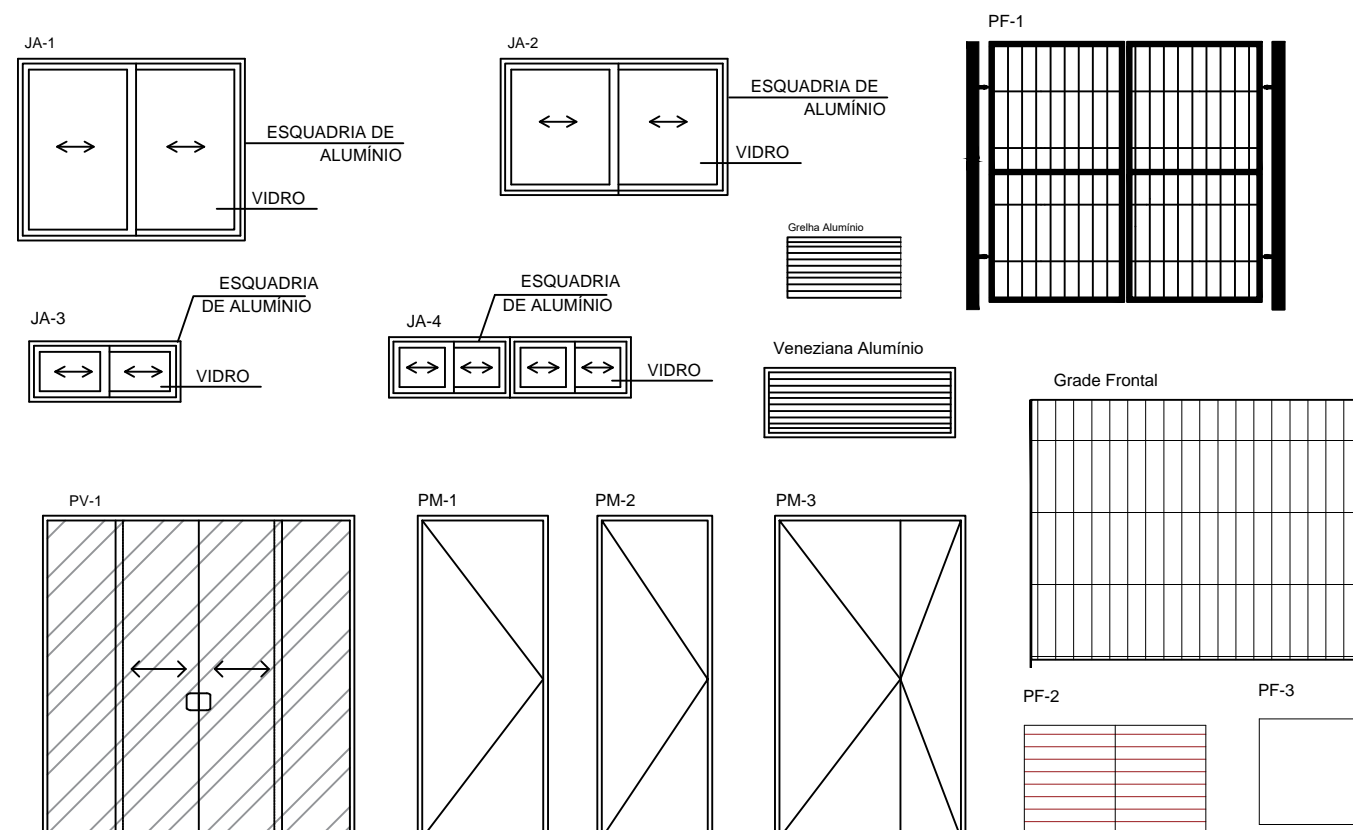 PF-1
JA-1
JA-2
ESQUADRIA DE
ALUMÍNIO
VIDRO
ESQUADRIA DE
ALUMÍNIO
VIDRO
Grelha Alumínio
JA-3
ESQUADRIA
DE ALUMÍNIO
VIDRO
JA-4
ESQUADRIA
DE ALUMÍNIO
VIDRO
Veneziana Alumínio
Grade Frontal
PV-1
PM-1
PM-2
PM-3
PF-2
PF-3